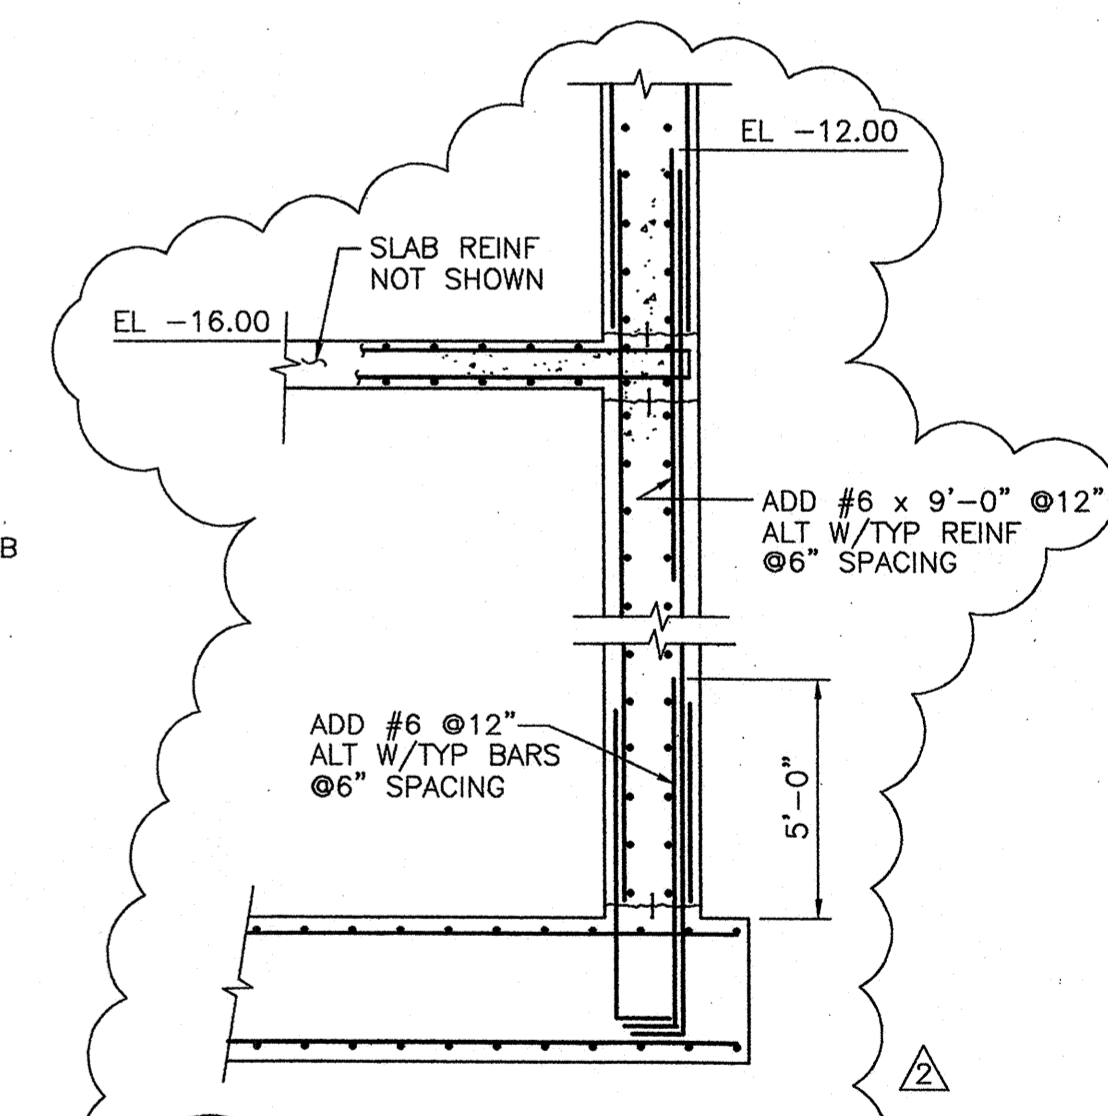 EL -12.00
SLAB REINF
NOT SHOWN
EL -16.00
ADD #6 x 9'-0" @12"
ALT W/TYP REINF
@6" SPACING
B
ADD #6 @12"
ALT W/TYP BARS
@6" SPACING
5'-0"
2